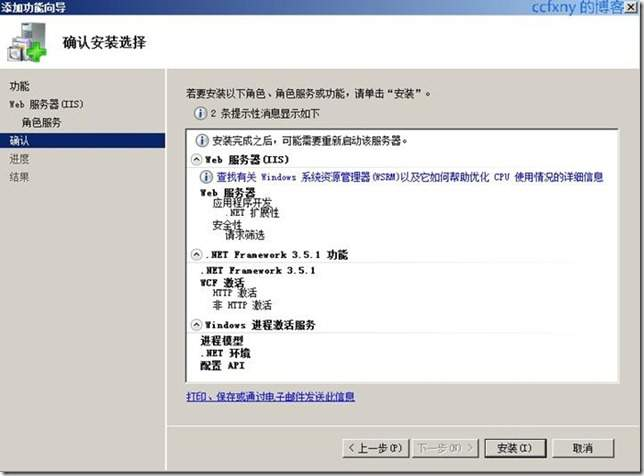 添加功能向导
ccfxny 的博客
确认安装选择
功能
Web 服务器(IIS)
角色服务
确认
进度
结果
若要安装以下角色、角色服务或功能，请单击“安装”。
2 条提示性消息显示如下
安装完成之后，可能需要重新启动该服务器。
Web 服务器(IIS)
查找有关 Windows 系统资源管理器(WSRM)以及它如何帮助优化 CPU 使用情况的详细信息
Web 服务器
应用程序开发
.NET 扩展性
安全性
请求筛选
.NET Framework 3.5.1 功能
.NET Framework 3.5.1
WCF 激活
HTTP 激活
非 HTTP 激活
Windows 进程激活服务
进程模型
.NET 环境
配置 API
打印、保存或通过电子邮件发送此信息
< 上一步(P) 下一步(N) > 安装(I) 取消